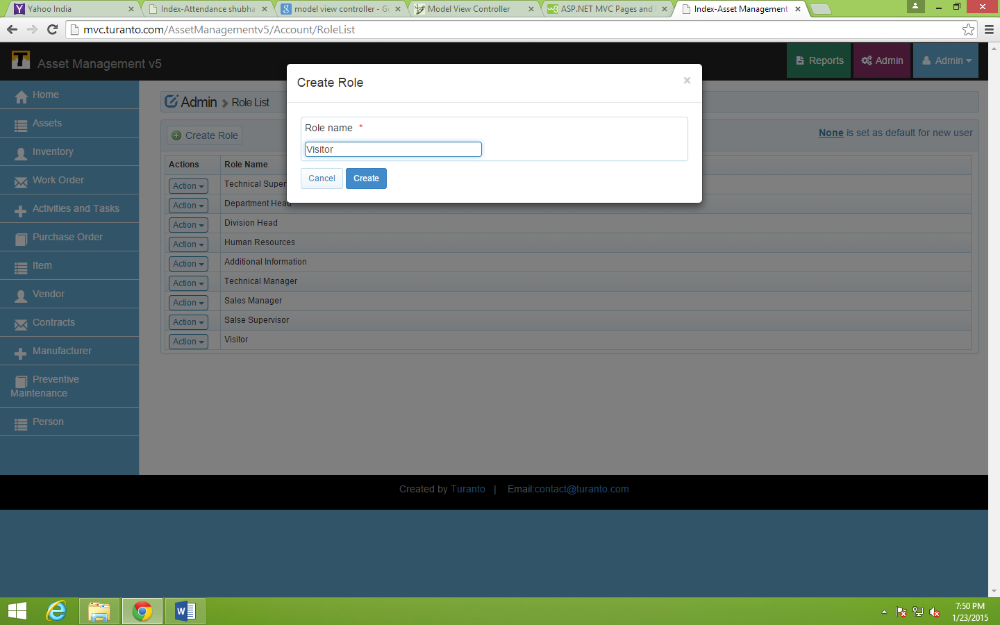 Yahoo India
Index-Attendance shubha
model view controller - Go
Model View Controller
ASP.NET MVC Pages and
Index-Asset Management
mvc.turanto.com/AssetManagementv5/Account/RoleList
T Asset Management v5
Reports
Admin
Admin
Create Role
×
Home
Assets
Inventory
Work Order
Activities and Tasks
Purchase Order
Item
Vendor
Contracts
Manufacturer
Preventive
Maintenance
Person
Admin > Role List
Create Role
None is set as default for new user
Role name *
Visitor
Cancel Create
Actions Role Name
Action Technical Super
Action Department Head
Action Division Head
Action Human Resources
Action Additional Information
Action Technical Manager
Action Sales Manager
Action Salse Supervisor
Action Visitor
Created by Turanto | Email:contact@turanto.com
7:50 PM
1/23/2015